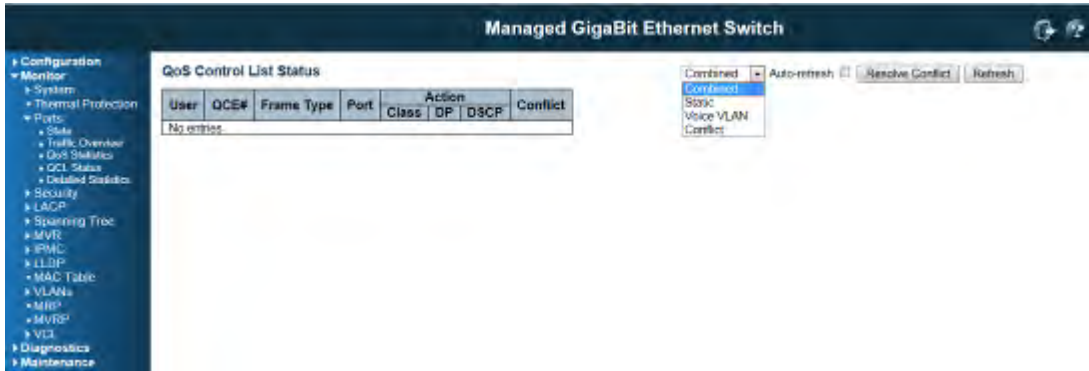 Managed GigaBit Ethernet Switch
Configuration
Monitor
System
Thermal Protection
Ports
State
Traffic Overview
QoS Statistics
QCL Status
Detailed Statistics
Security
LACP
Spanning Tree
MVR
IPMC
LLDP
MAC Table
VLANs
MRP
MVRP
VCL
Diagnostics
Maintenance
QoS Control List Status
Combined Auto-refresh Resolve Conflict Refresh
Combined
Static
Voice VLAN
Conflict
User QCE# Frame Type Port Action Conflict
Class DP DSCP
No entries